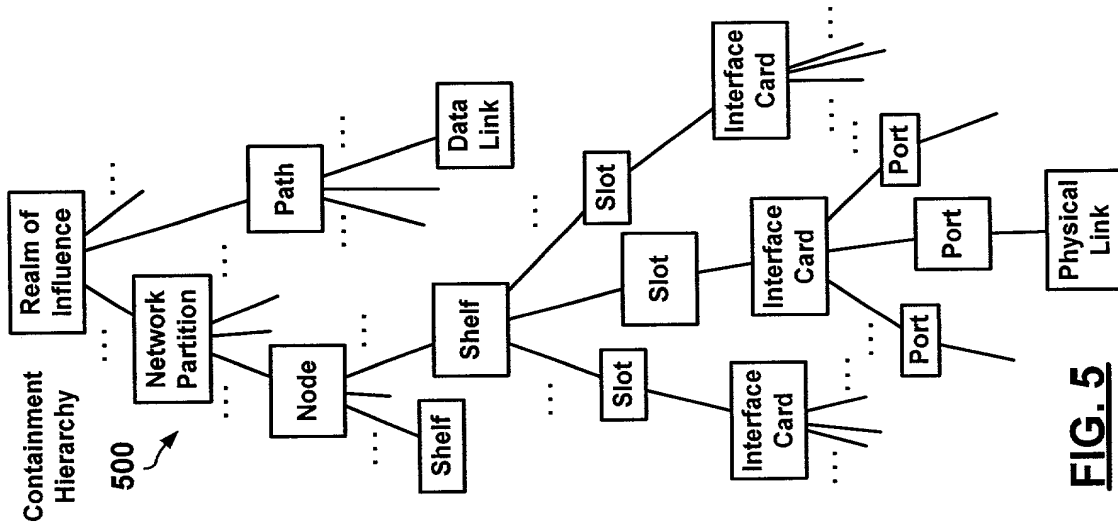 Containment
Hierarchy
500
Realm of
Influence
Network
Partition
Path
Node
Data
Link
Shelf
Shelf
Slot
Slot
Slot
Interface
Card
Interface
Card
Interface
Card
Port
Port
Port
Physical
Link
FIG. 5